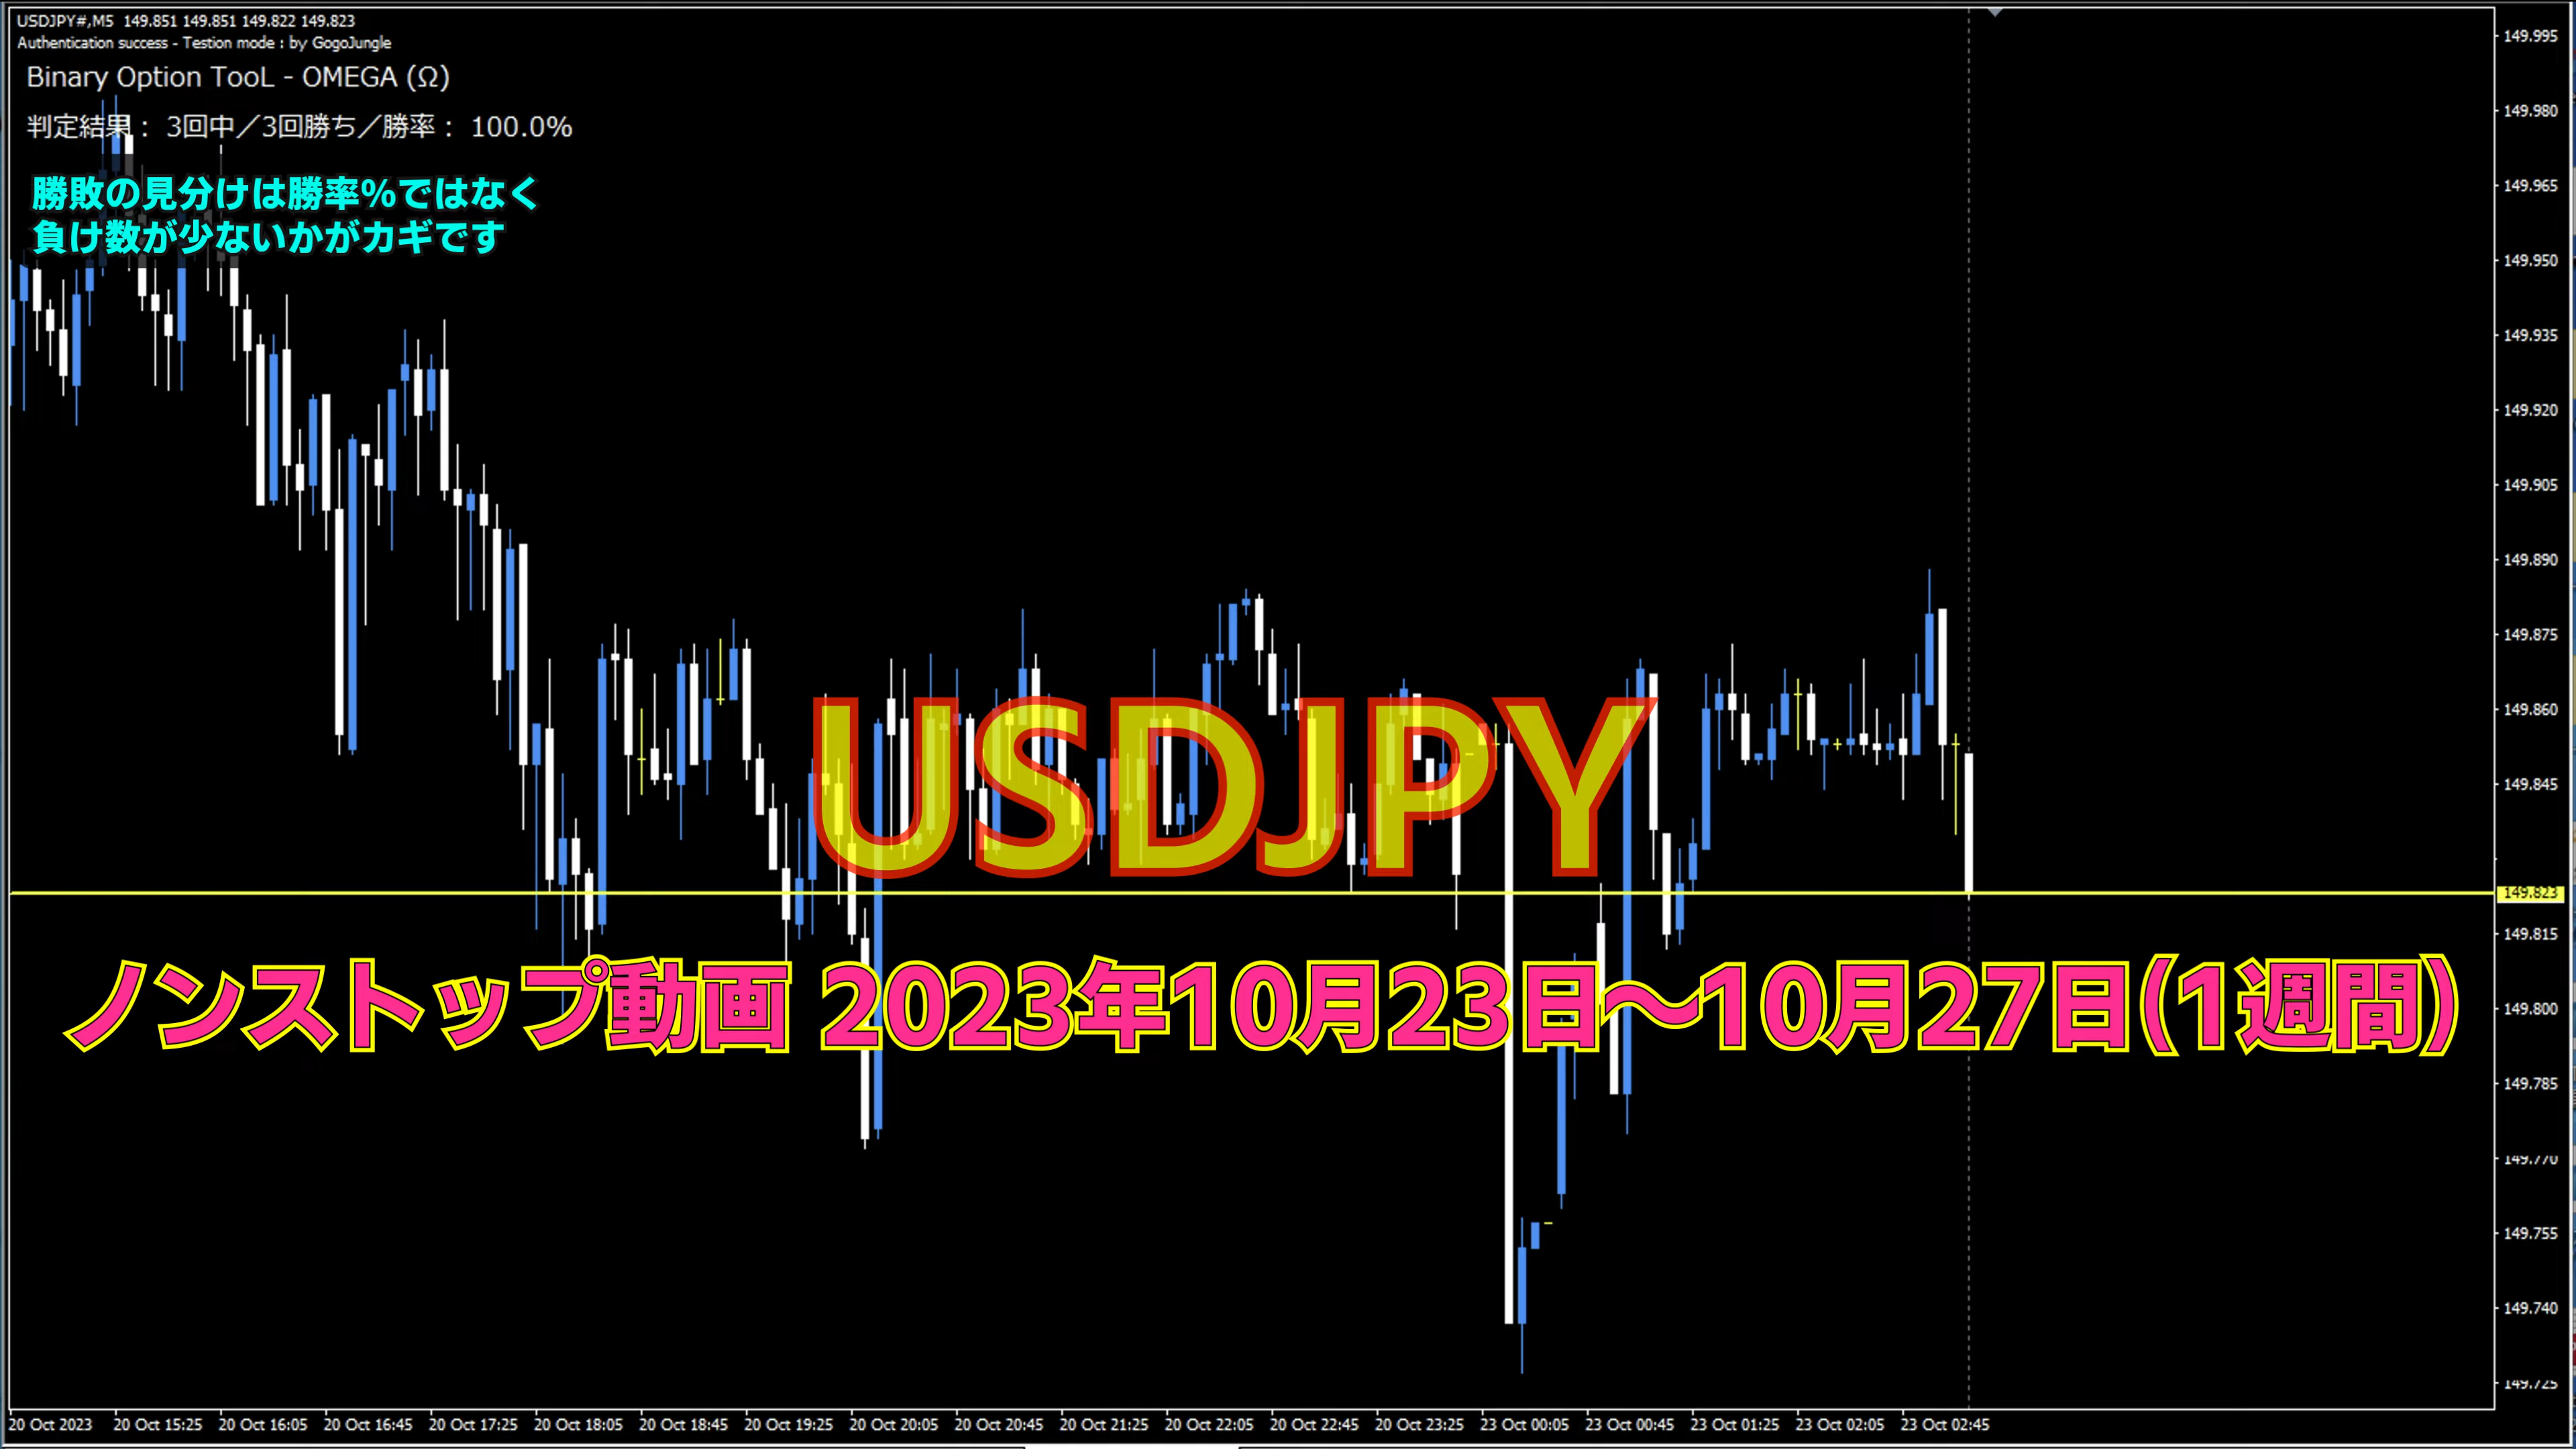 USDJPY#,M5 149.851 149.851 149.822 149.823
Authentication success - Testion mode : by GogoJungle
Binary Option TooL - OMEGA (Ω)
判定結果： 3回中／3回勝ち／勝率： 100.0%
勝敗の見分けは勝率%ではなく
負け数が少ないかがカギです
USDJPY
ノンストップ動画 2023年10月23日～10月27日(1週間)
149.995
149.980
149.965
149.950
149.935
149.920
149.905
149.890
149.875
149.860
149.845
149.823
149.815
149.800
149.785
149.770
149.755
149.740
149.725
20 Oct 2023 20 Oct 15:25 20 Oct 16:05 20 Oct 16:45 20 Oct 17:25 20 Oct 18:05 20 Oct 18:45 20 Oct 19:25 20 Oct 20:05 20 Oct 20:45 20 Oct 21:25 20 Oct 22:05 20 Oct 22:45 20 Oct 23:25 23 Oct 00:05 23 Oct 00:45 23 Oct 01:25 23 Oct 02:05 23 Oct 02:45